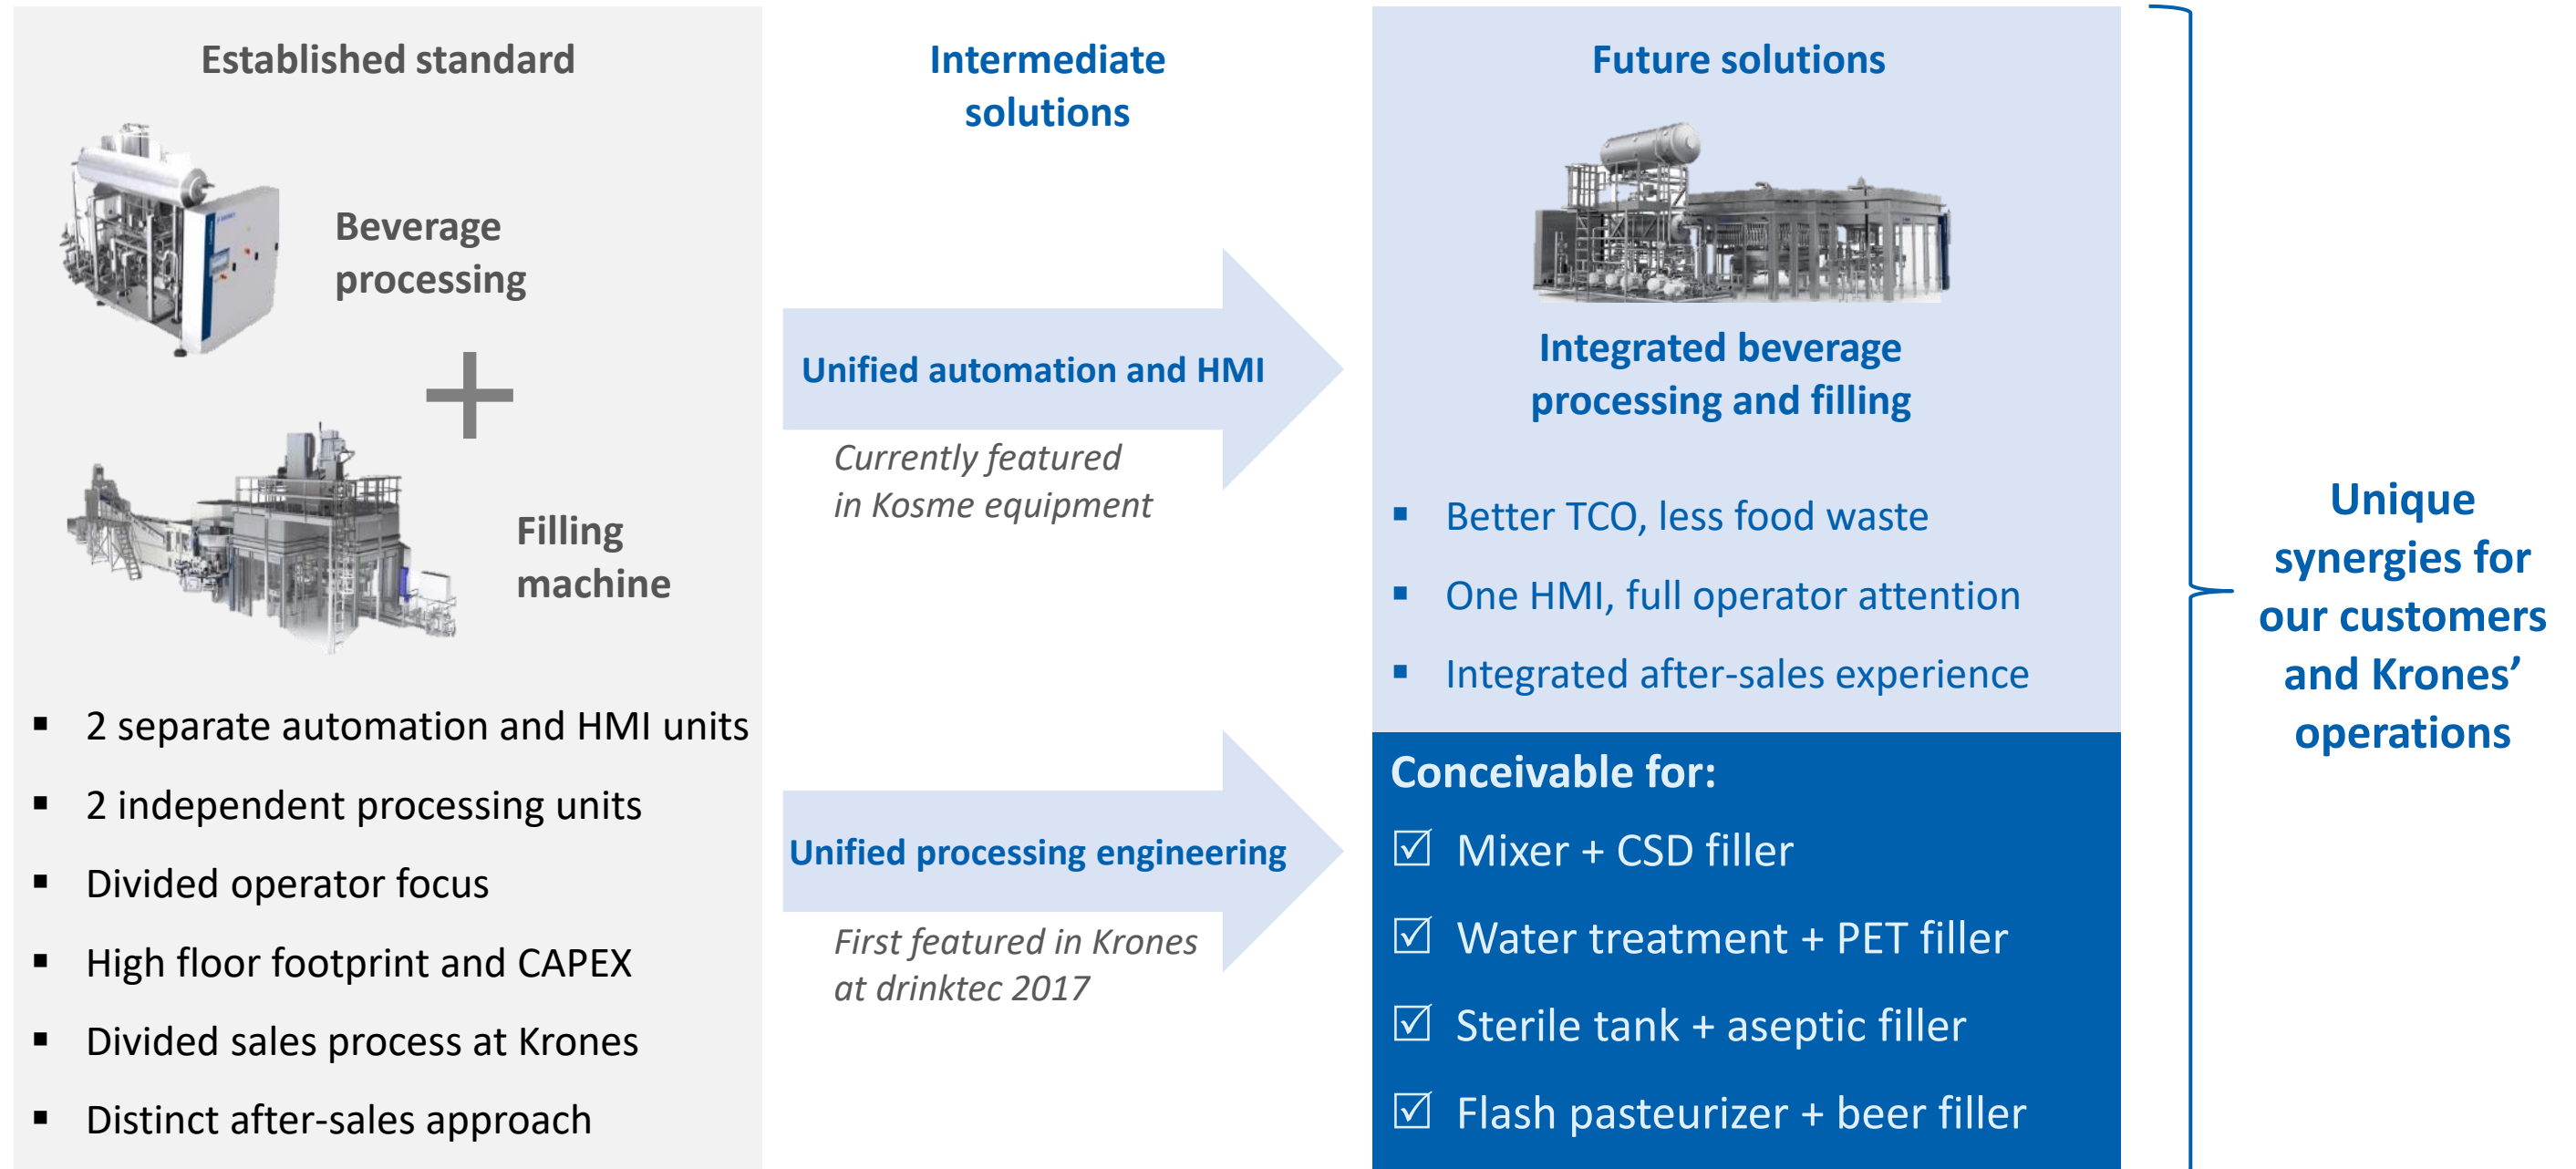 Established standard
Beverage
processing
Filling
machine
▪ 2 separate automation and HMI units
▪ 2 independent processing units
▪ Divided operator focus
▪ High floor footprint and CAPEX
▪ Divided sales process at Krones
▪ Distinct after-sales approach
Intermediate
solutions
Unified automation and HMI
Currently featured
in Kosme equipment
Unified processing engineering
First featured in Krones
at drinktec 2017
Future solutions
Integrated beverage
processing and filling
▪ Better TCO, less food waste
▪ One HMI, full operator attention
▪ Integrated after-sales experience
Conceivable for:
☑ Mixer + CSD filler
☑ Water treatment + PET filler
☑ Sterile tank + aseptic filler
☑ Flash pasteurizer + beer filler
Unique
synergies for
our customers
and Krones’
operations